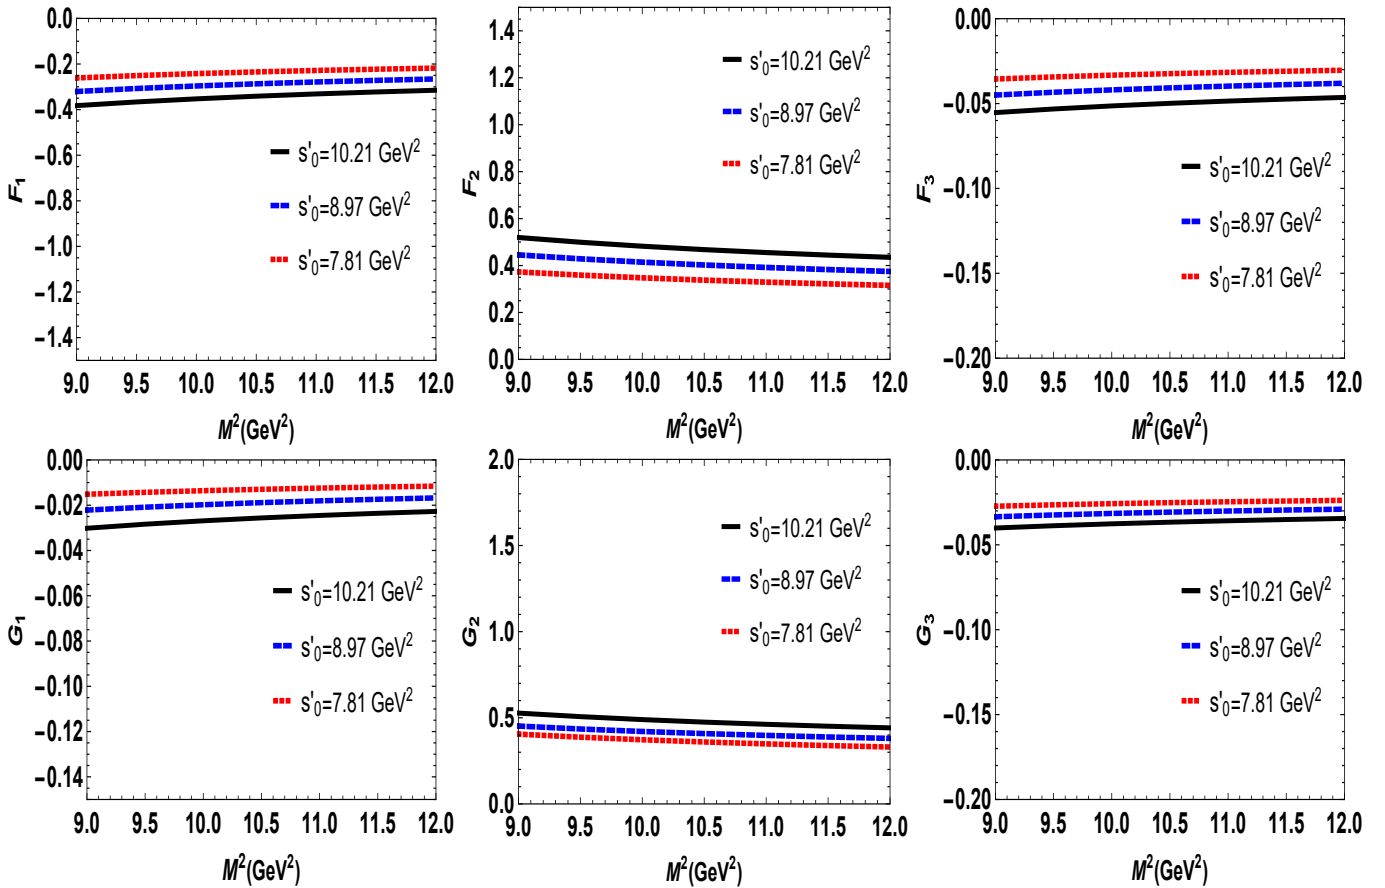 F₁
0.0
−0.2
−0.4
−0.6
−0.8
−1.0
−1.2
−1.4
s'₀=10.21 GeV²
s'₀=8.97 GeV²
s'₀=7.81 GeV²
9.0 9.5 10.0 10.5 11.0 11.5 12.0
M²(GeV²)
F₂
1.4
1.2
1.0
0.8
0.6
0.4
0.2
0.0
s'₀=10.21 GeV²
s'₀=8.97 GeV²
s'₀=7.81 GeV²
9.0 9.5 10.0 10.5 11.0 11.5 12.0
M²(GeV²)
F₃
0.00
−0.05
−0.10
−0.15
−0.20
s'₀=10.21 GeV²
s'₀=8.97 GeV²
s'₀=7.81 GeV²
9.0 9.5 10.0 10.5 11.0 11.5 12.0
M²(GeV²)
G₁
0.00
−0.02
−0.04
−0.06
−0.08
−0.10
−0.12
−0.14
s'₀=10.21 GeV²
s'₀=8.97 GeV²
s'₀=7.81 GeV²
9.0 9.5 10.0 10.5 11.0 11.5 12.0
M²(GeV²)
G₂
2.0
1.5
1.0
0.5
0.0
s'₀=10.21 GeV²
s'₀=8.97 GeV²
s'₀=7.81 GeV²
9.0 9.5 10.0 10.5 11.0 11.5 12.0
M²(GeV²)
G₃
0.00
−0.05
−0.10
−0.15
−0.20
s'₀=10.21 GeV²
s'₀=8.97 GeV²
s'₀=7.81 GeV²
9.0 9.5 10.0 10.5 11.0 11.5 12.0
M²(GeV²)